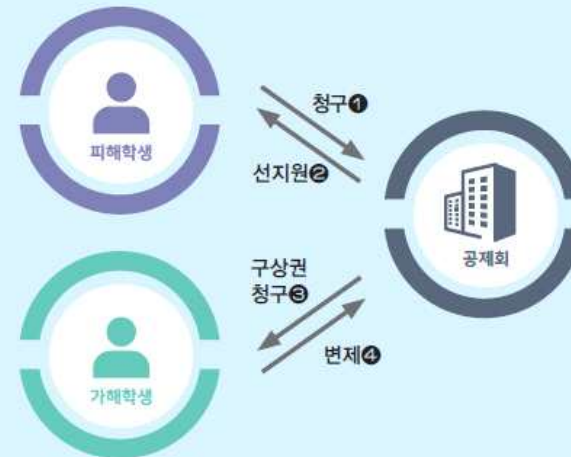 피해학생
청구❶
선지원❷
공제회
구상권
청구❸
변제❹
가해학생